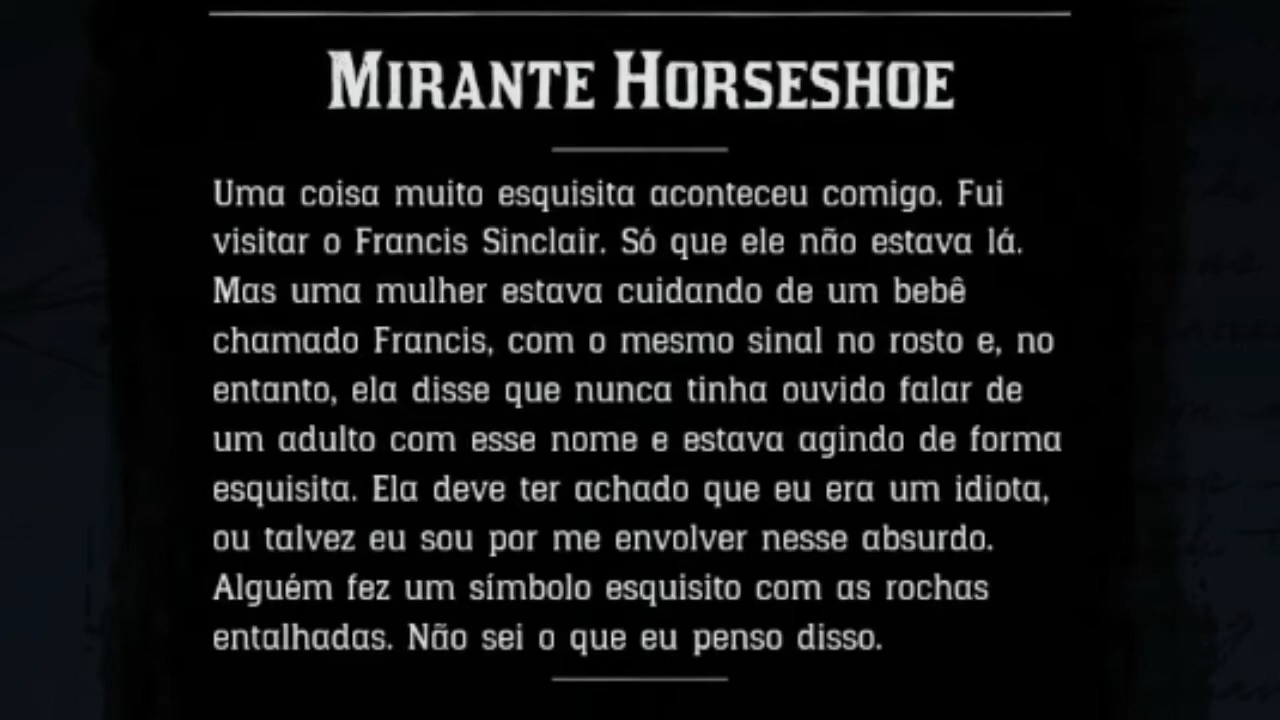 MIRANTE HORSESHOE
Uma coisa muito esquisita aconteceu comigo. Fui
visitar o Francis Sinclair. Só que ele não estava lá.
Mas uma mulher estava cuidando de um bebê
chamado Francis, com o mesmo sinal no rosto e, no
entanto, ela disse que nunca tinha ouvido falar de
um adulto com esse nome e estava agindo de forma
esquisita. Ela deve ter achado que eu era um idiota,
ou talvez eu sou por me envolver nesse absurdo.
Alguém fez um símbolo esquisito com as rochas
entalhadas. Não sei o que eu penso disso.